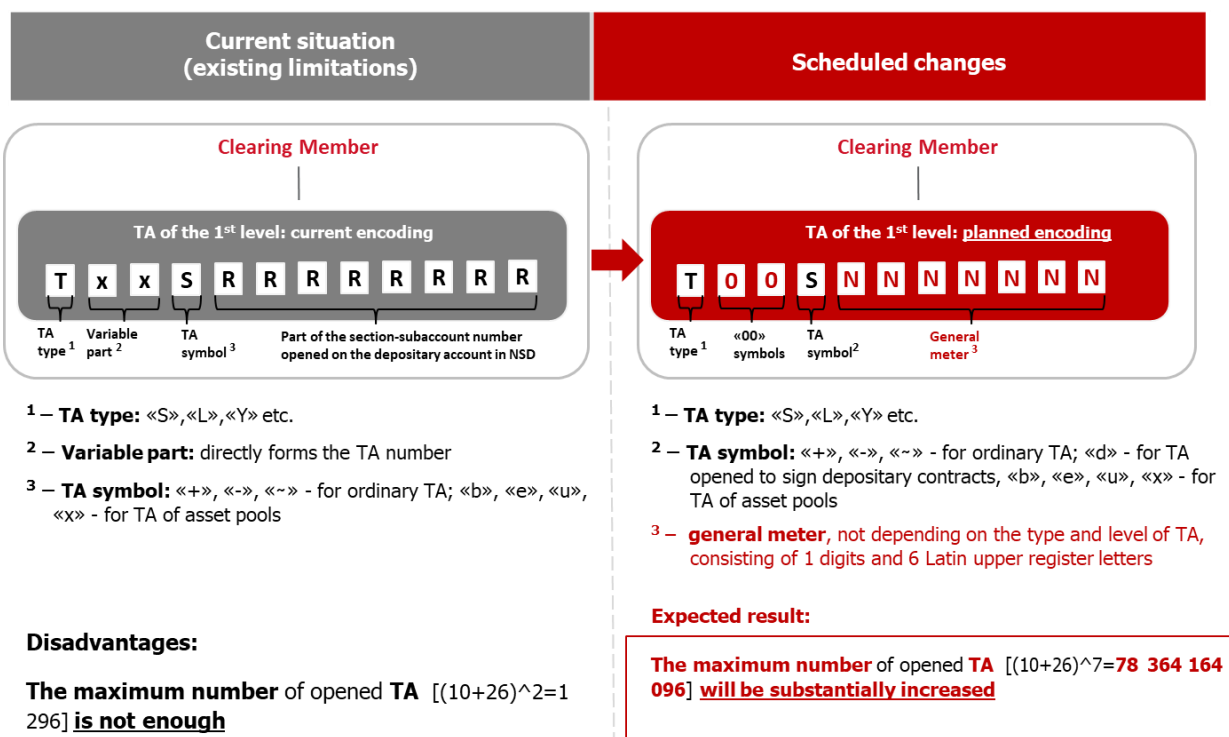 Current situation
(existing limitations)
Scheduled changes
Clearing Member
TA of the 1st level: current encoding
T x x S R R R R R R R R
TA type 1
Variable part 2
TA symbol 3
Part of the section-subaccount number
opened on the depositary account in NSD
1 – TA type: «S»,«L»,«Y» etc.
2 – Variable part: directly forms the TA number
3 – TA symbol: «+», «-», «~» - for ordinary TA; «b», «e», «u»,
«x» - for TA of asset pools
Disadvantages:
The maximum number of opened TA [(10+26)^2=1
296] is not enough
Clearing Member
TA of the 1st level: planned encoding
T 0 0 S N N N N N N N
TA type 1
«00» symbols
TA symbol2
General meter 3
1 – TA type: «S»,«L»,«Y» etc.
2 – TA symbol: «+», «-», «~» - for ordinary TA; «d» - for TA
opened to sign depositary contracts, «b», «e», «u», «x» - for
TA of asset pools
3 – general meter, not depending on the type and level of TA,
consisting of 1 digits and 6 Latin upper register letters
Expected result:
The maximum number of opened TA [(10+26)^7=78 364 164
096] will be substantially increased